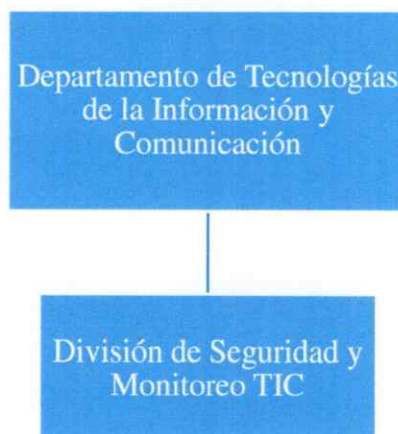 Departamento de Tecnologías
de la Información y
Comunicación
División de Seguridad y
Monitoreo TIC